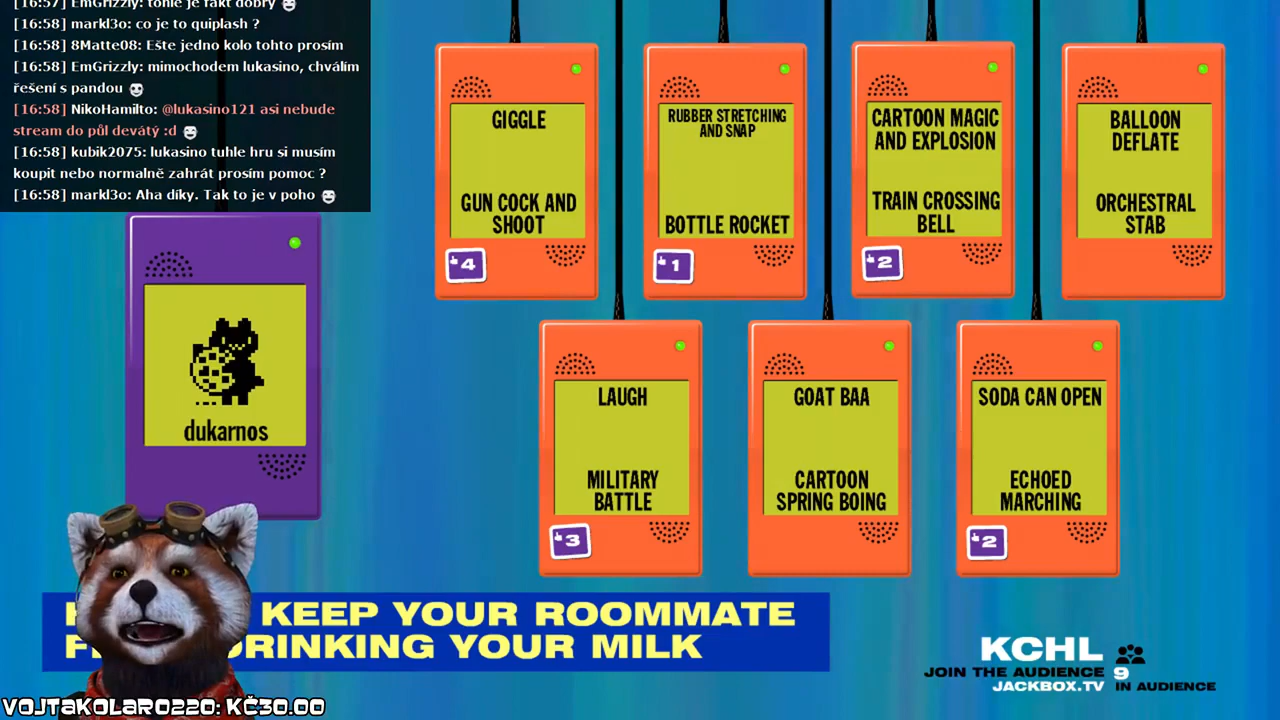 [16:57] EmGrizzly: tohle je fakt dobrý
[16:58] markl3o: co je to quiplash ?
[16:58] 8Matte08: Ešte jedno kolo tohto prosím
[16:58] EmGrizzly: mimochodem lukasino, chválím
řešení s pandou
[16:58] NikoHamilto: @lukasino121 asi nebude
stream do půl devátý :d
[16:58] kubik2075: lukasino tuhle hru si musím
koupit nebo normalně zahrát prosím pomoc ?
[16:58] markl3o: Aha díky. Tak to je v poho
GIGGLE
GUN COCK AND
SHOOT
4
RUBBER STRETCHING
AND SNAP
BOTTLE ROCKET
1
CARTOON MAGIC
AND EXPLOSION
TRAIN CROSSING
BELL
2
BALLOON
DEFLATE
ORCHESTRAL
STAB
dukarnos
LAUGH
MILITARY
BATTLE
3
GOAT BAA
CARTOON
SPRING BOING
SODA CAN OPEN
ECHOED
MARCHING
2
KEEP YOUR ROOMMATE
DRINKING YOUR MILK
KCHL
JOIN THE AUDIENCE
JACKBOX.TV
9
IN AUDIENCE
VOJTAKOLAR0220: KČ30.00